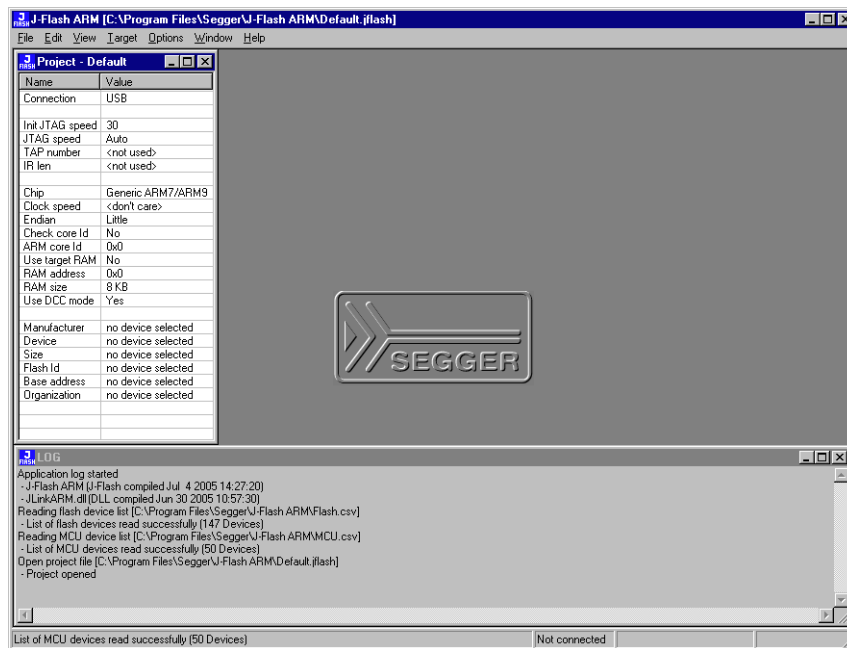 J-Flash ARM [C:\Program Files\Segger\J-Flash ARM\Default.jflash]
File Edit View Target Options Window Help
Project - Default
Name Value
Connection USB
Init JTAG speed 30
JTAG speed Auto
TAP number <not used>
IR len <not used>
Chip Generic ARM7/ARM9
Clock speed <don't care>
Endian Little
Check core Id No
ARM core Id 0x0
Use target RAM No
RAM address 0x0
RAM size 8 KB
Use DCC mode Yes
Manufacturer no device selected
Device no device selected
Size no device selected
Flash Id no device selected
Base address no device selected
Organization no device selected
SEGGER
LOG
Application log started
- J-Flash ARM (J-Flash compiled Jul 4 2005 14:27:20)
- JLinkARM.dll (DLL compiled Jun 30 2005 10:57:30)
Reading flash device list [C:\Program Files\Segger\J-Flash ARM\Flash.csv]
- List of flash devices read successfully (147 Devices)
Reading MCU device list [C:\Program Files\Segger\J-Flash ARM\MCU.csv]
- List of MCU devices read successfully (50 Devices)
Open project file [C:\Program Files\Segger\J-Flash ARM\Default.jflash]
- Project opened
List of MCU devices read successfully (50 Devices) Not connected